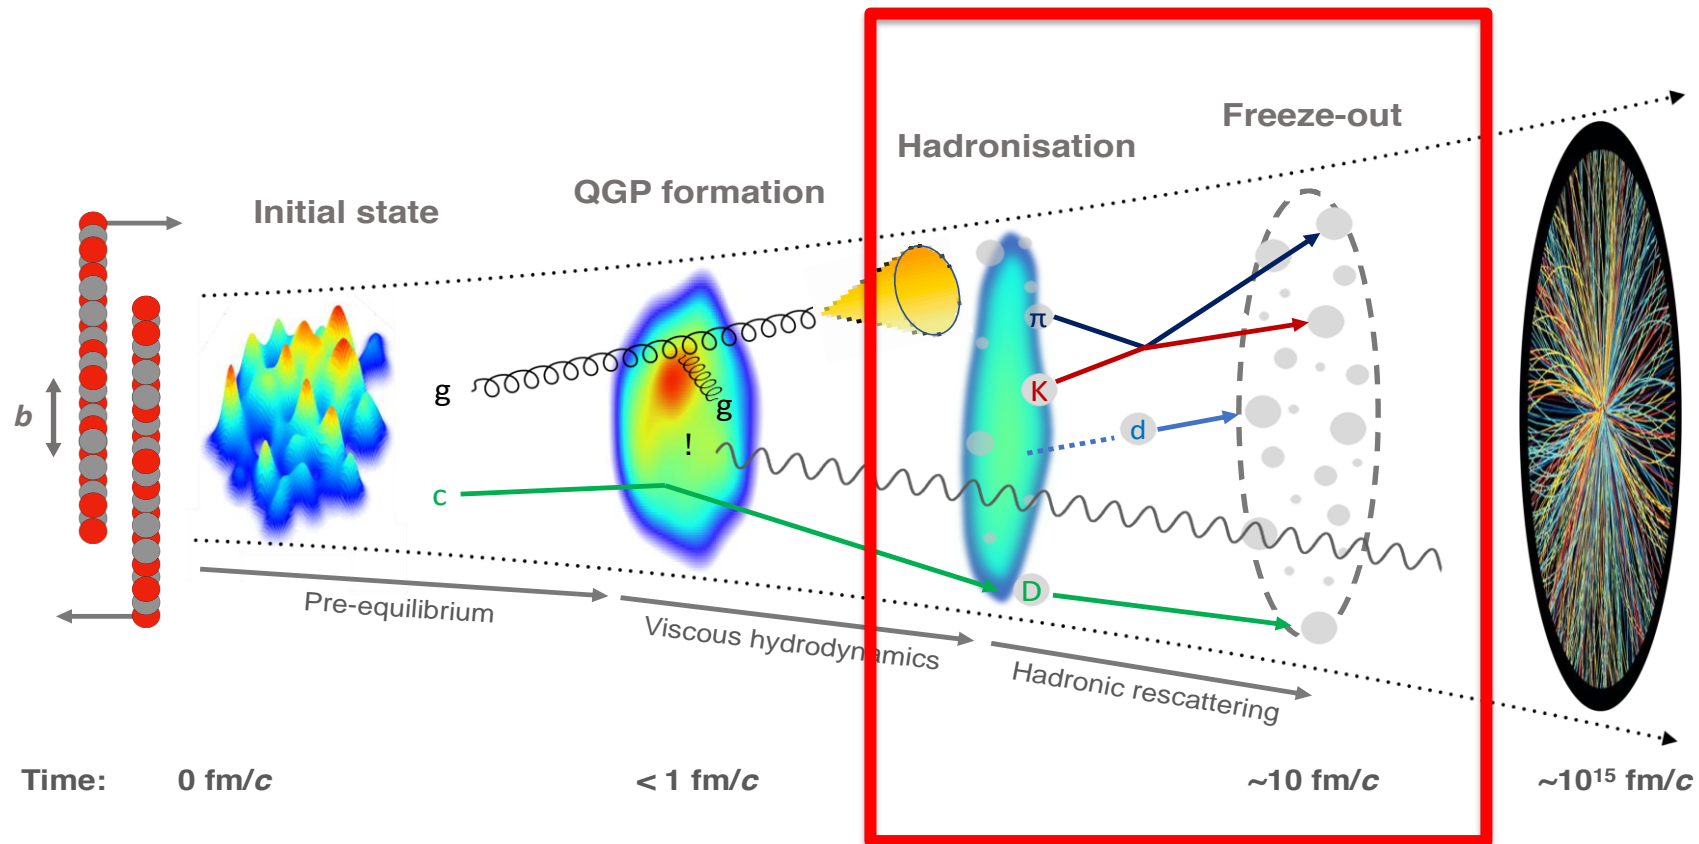 Freeze-out
Hadronisation
QGP formation
Initial state
π
g
K
g
b
d
!
c
D
Pre-equilibrium
Viscous hydrodynamics
Hadronic rescattering
Time: 0 fm/c < 1 fm/c ~10 fm/c ~10¹⁵ fm/c